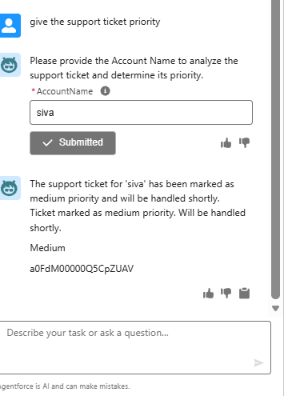 give the support ticket priority
Please provide the Account Name to analyze the
support ticket and determine its priority.
* AccountName
siva
Submitted
The support ticket for 'siva' has been marked as
medium priority and will be handled shortly.
Ticket marked as medium priority. Will be handled
shortly.
Medium
a0FdM00000Q5CpZUAV
Describe your task or ask a question...
Agentforce is AI and can make mistakes.